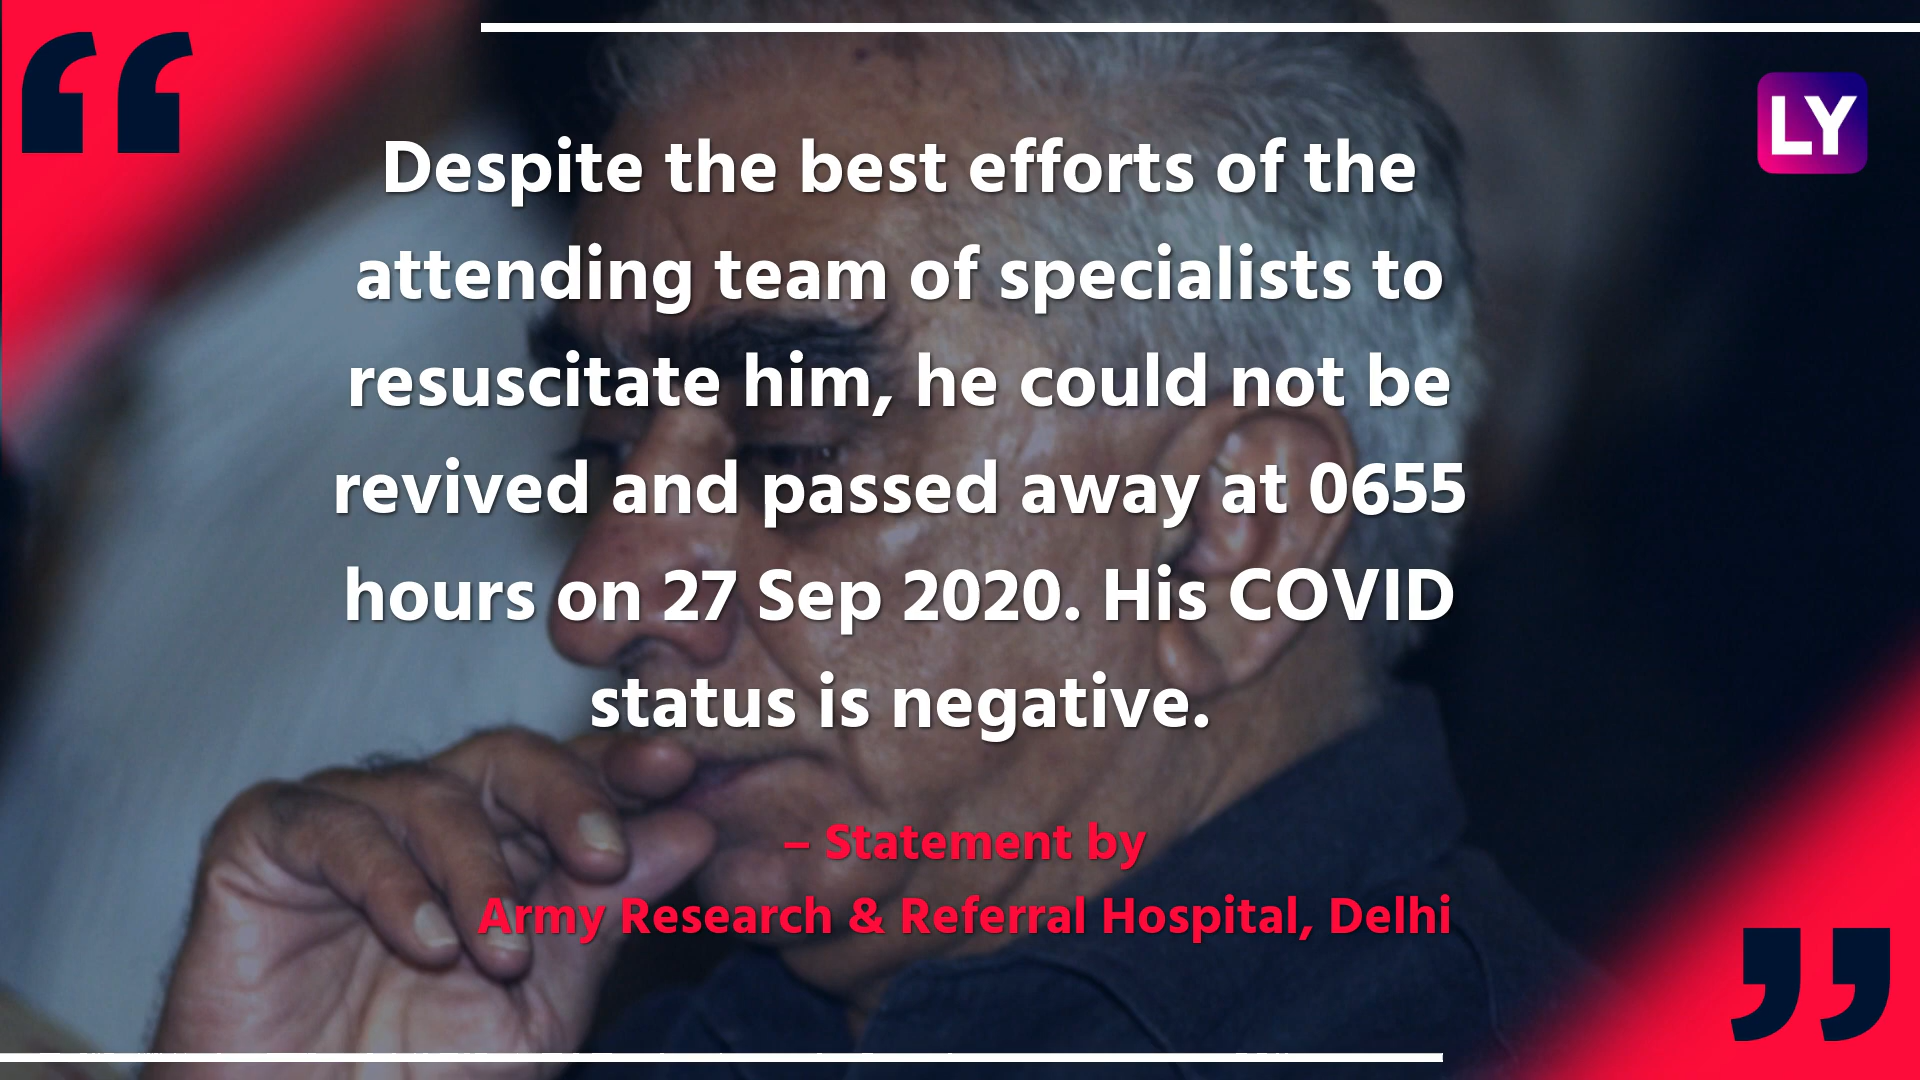 LY
Despite the best efforts of the
attending team of specialists to
resuscitate him, he could not be
revived and passed away at 0655
hours on 27 Sep 2020. His COVID
status is negative.
– Statement by
Army Research & Referral Hospital, Delhi